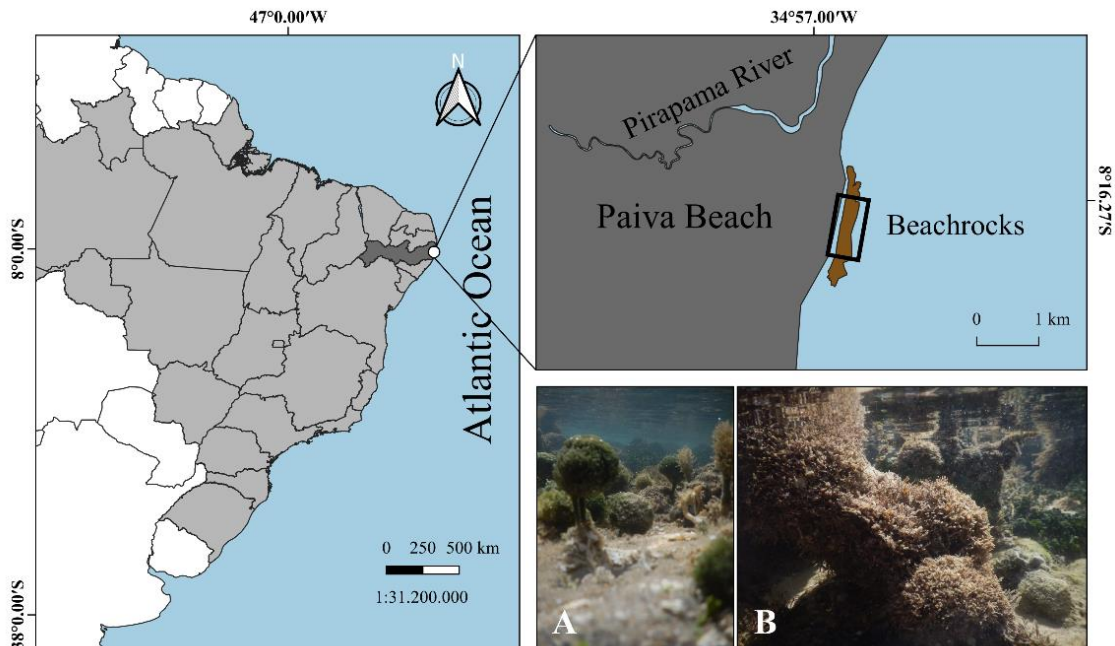 47°0.00'W
34°57.00'W
N
8°0.00'S
38°0.00'S
Atlantic Ocean
0 250 500 km
1:31.200.000
Pirapama River
Paiva Beach
Beachrocks
8°16.27'S
0 1 km
A
B